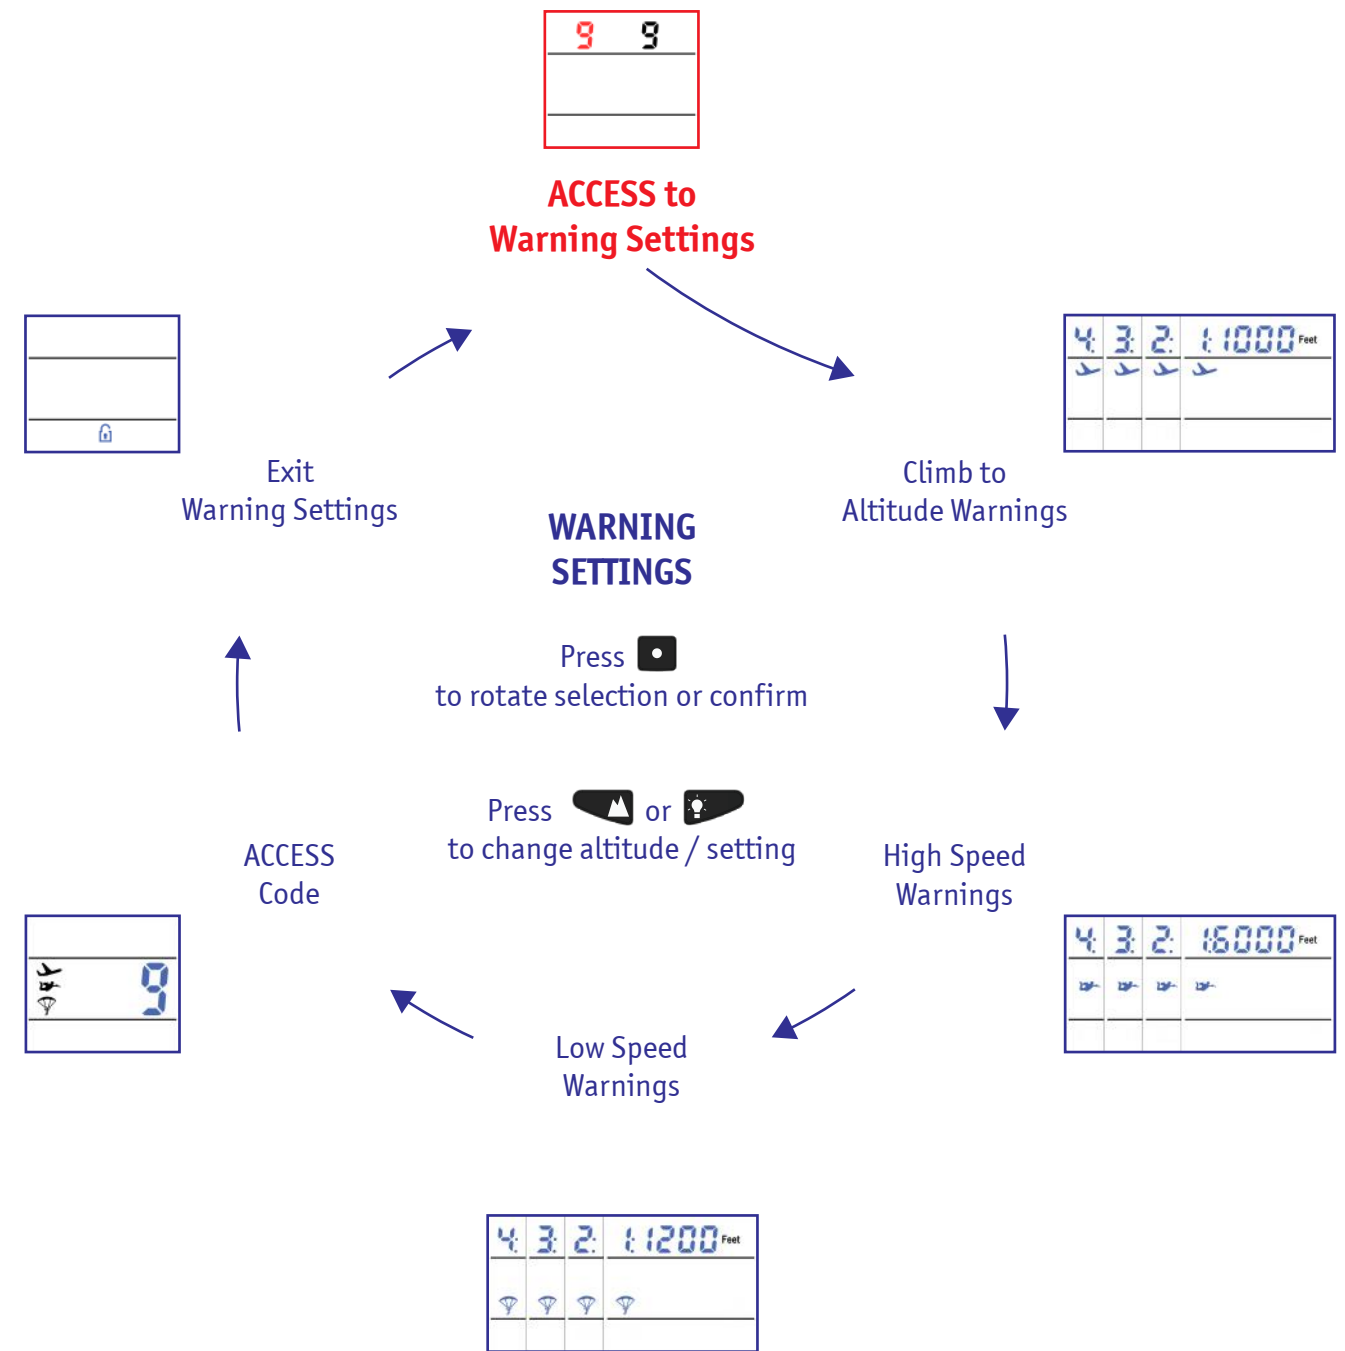 9 9
ACCESS to
Warning Settings
4: 3: 2: 1:1000 Feet
Exit
Warning Settings
Climb to
Altitude Warnings
WARNING
SETTINGS
Press
to rotate selection or confirm
Press or
to change altitude / setting
ACCESS
Code
High Speed
Warnings
9
4: 3: 2: 1:6000 Feet
Low Speed
Warnings
4: 3: 2: 1:1200 Feet